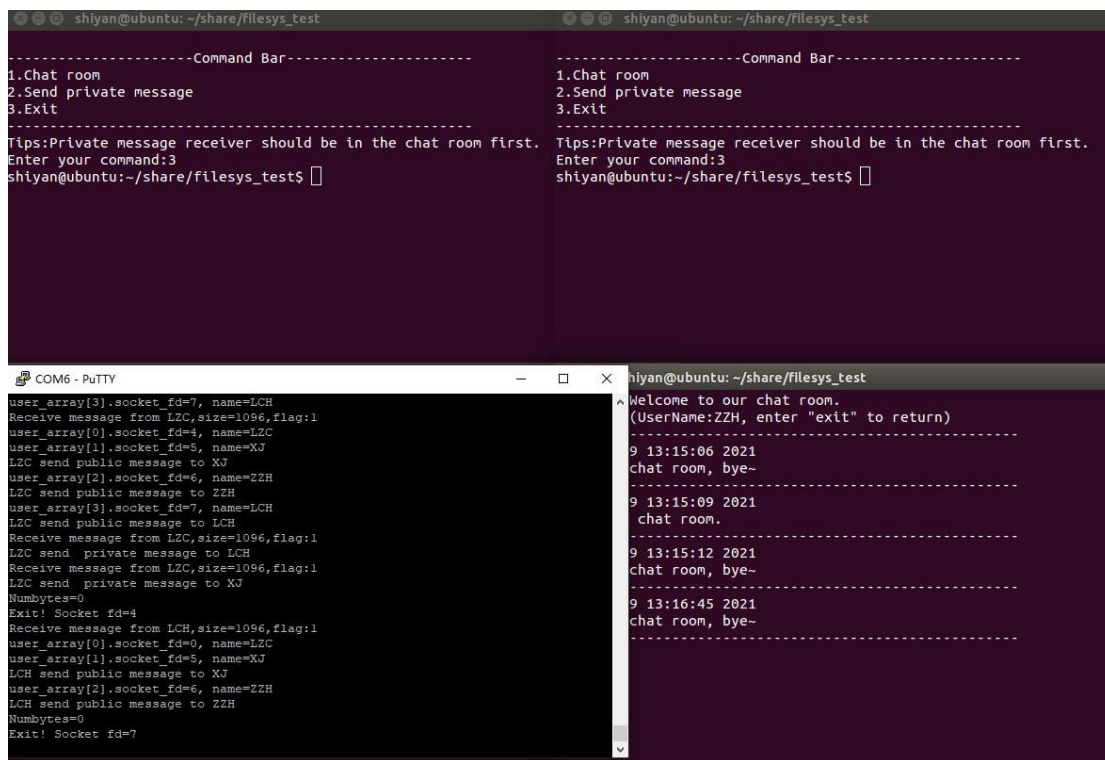 shiyan@ubuntu: ~/share/filesys_test
----------------------Command Bar----------------------
1.Chat room
2.Send private message
3.Exit
-------------------------------------------------------
Tips:Private message receiver should be in the chat room first.
Enter your command:3
shiyan@ubuntu:~/share/filesys_test$
shiyan@ubuntu: ~/share/filesys_test
----------------------Command Bar----------------------
1.Chat room
2.Send private message
3.Exit
-------------------------------------------------------
Tips:Private message receiver should be in the chat room first.
Enter your command:3
shiyan@ubuntu:~/share/filesys_test$
COM6 - PuTTY
user_array[3].socket_fd=7, name=LCH
Receive message from LZC,size=1096,flag:1
user_array[0].socket_fd=4, name=LZC
user_array[1].socket_fd=5, name=XJ
LZC send public message to XJ
user_array[2].socket_fd=6, name=ZZH
LZC send public message to ZZH
user_array[3].socket_fd=7, name=LCH
LZC send public message to LCH
Receive message from LZC,size=1096,flag:1
LZC send  private message to LCH
Receive message from LZC,size=1096,flag:1
LZC send  private message to XJ
Numbytes=0
Exit! Socket fd=4
Receive message from LCH,size=1096,flag:1
user_array[0].socket_fd=0, name=LZC
user_array[1].socket_fd=5, name=XJ
LCH send public message to XJ
user_array[2].socket_fd=6, name=ZZH
LCH send public message to ZZH
Numbytes=0
Exit! Socket fd=7
hiyan@ubuntu: ~/share/filesys_test
Welcome to our chat room.
(UserName:ZZH, enter "exit" to return)
----------------------------------------------
9 13:15:06 2021
chat room, bye~
----------------------------------------------
9 13:15:09 2021
chat room.
----------------------------------------------
9 13:15:12 2021
chat room, bye~
----------------------------------------------
9 13:16:45 2021
chat room, bye~
----------------------------------------------